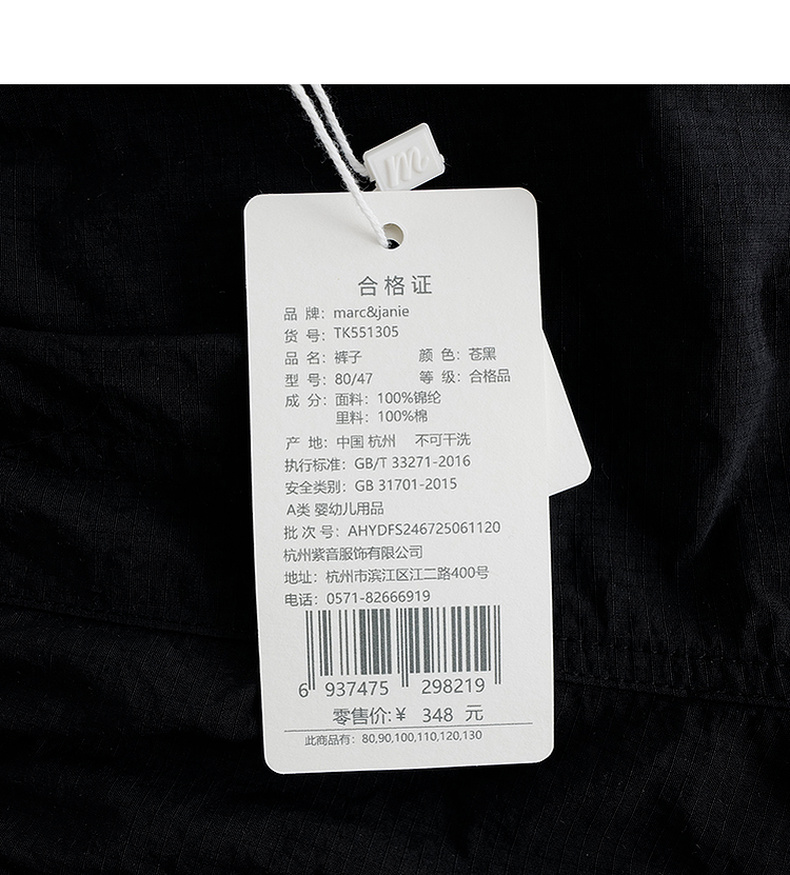 m
合格证
品 牌：marc&janie
货 号：TK551305
品 名：裤子 颜 色：苍黑
型 号：80/47 等 级：合格品
成 分：面料：100%锦纶
里料：100%棉
产 地：中国 杭州 不可干洗
执行标准：GB/T 33271-2016
安全类别：GB 31701-2015
A类 婴幼儿用品
批 次 号：AHYDFS246725061120
杭州紫音服饰有限公司
地址：杭州市滨江区江二路400号
电话：0571-82666919
6 937475 298219
零售价:￥ 348 元
此商品有：80,90,100,110,120,130